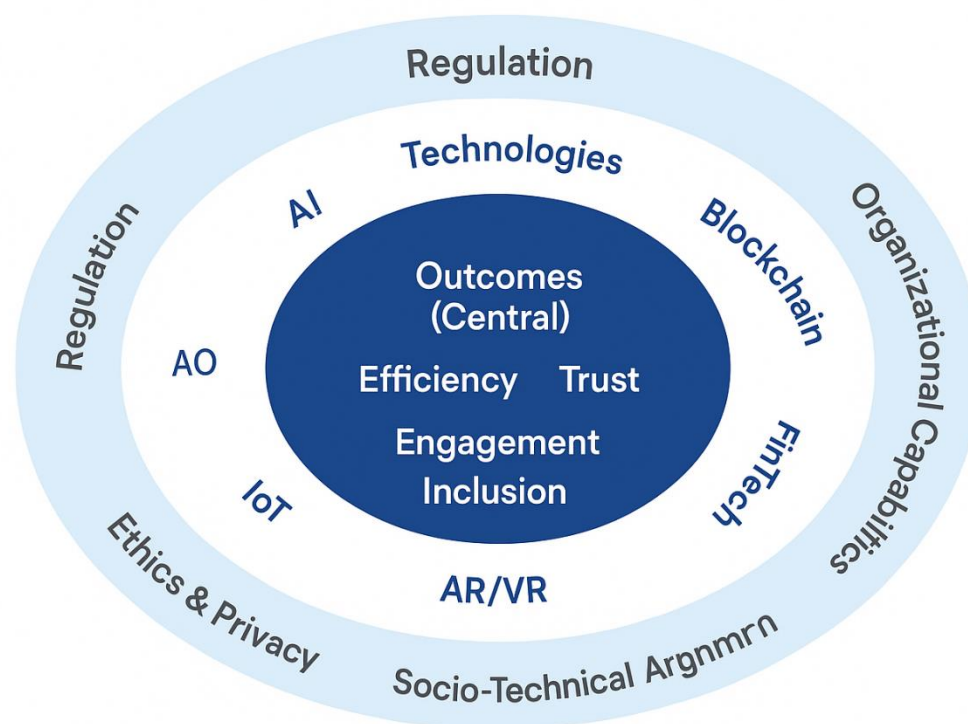 Regulation
Technologies
AI
Blockchain
Regulation
Organizational Capabiltfics
Outcomes
(Central)
AO
Efficiency Trust
Engagement
Inclusion
IoT
FinTech
AR/VR
Ethics & Privacy
Socio-Technical Argnmrn